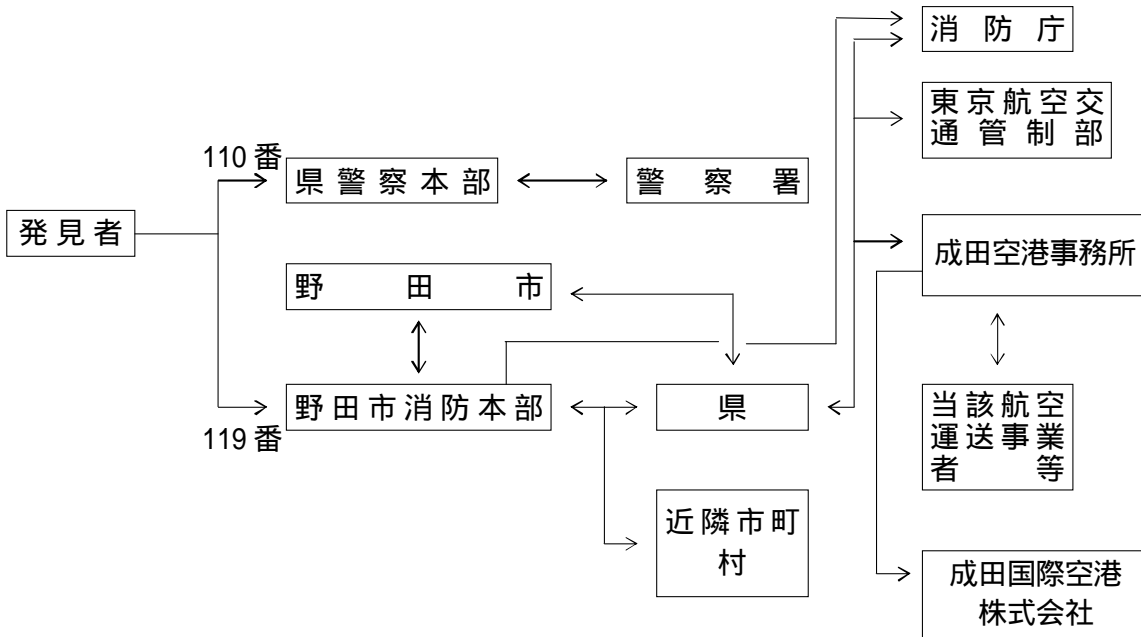 消防庁
東京航空交
通管制部
110番
県警察本部
警察署
発見者
成田空港事務所
野田市
野田市消防本部
県
119番
当該航空
運送事業
者等
近隣市町
村
成田国際空港
株式会社